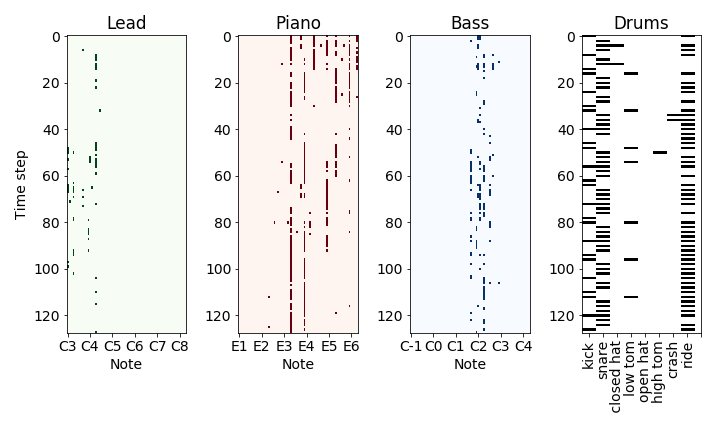 Lead
Piano
Bass
Drums
Time step
0
20
40
60
80
100
120
0
20
40
60
80
100
120
0
20
40
60
80
100
120
0
20
40
60
80
100
120
C3 C4 C5 C6 C7 C8
E1 E2 E3 E4 E5 E6
C-1 C0 C1 C2 C3 C4
kick
snare
closed hat
low tom
open hat
high tom
crash
ride
Note
Note
Note